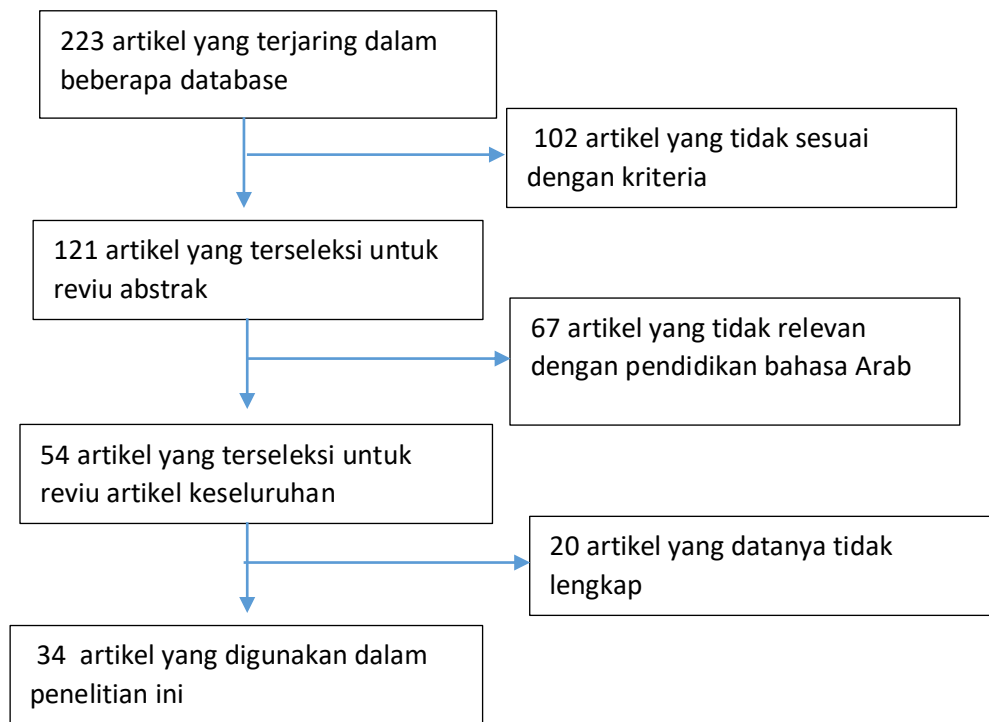 223 artikel yang terjaring dalam
beberapa database
102 artikel yang tidak sesuai
dengan kriteria
121 artikel yang terseleksi untuk
reviu abstrak
67 artikel yang tidak relevan
dengan pendidikan bahasa Arab
54 artikel yang terseleksi untuk
reviu artikel keseluruhan
20 artikel yang datanya tidak
lengkap
34 artikel yang digunakan dalam
penelitian ini